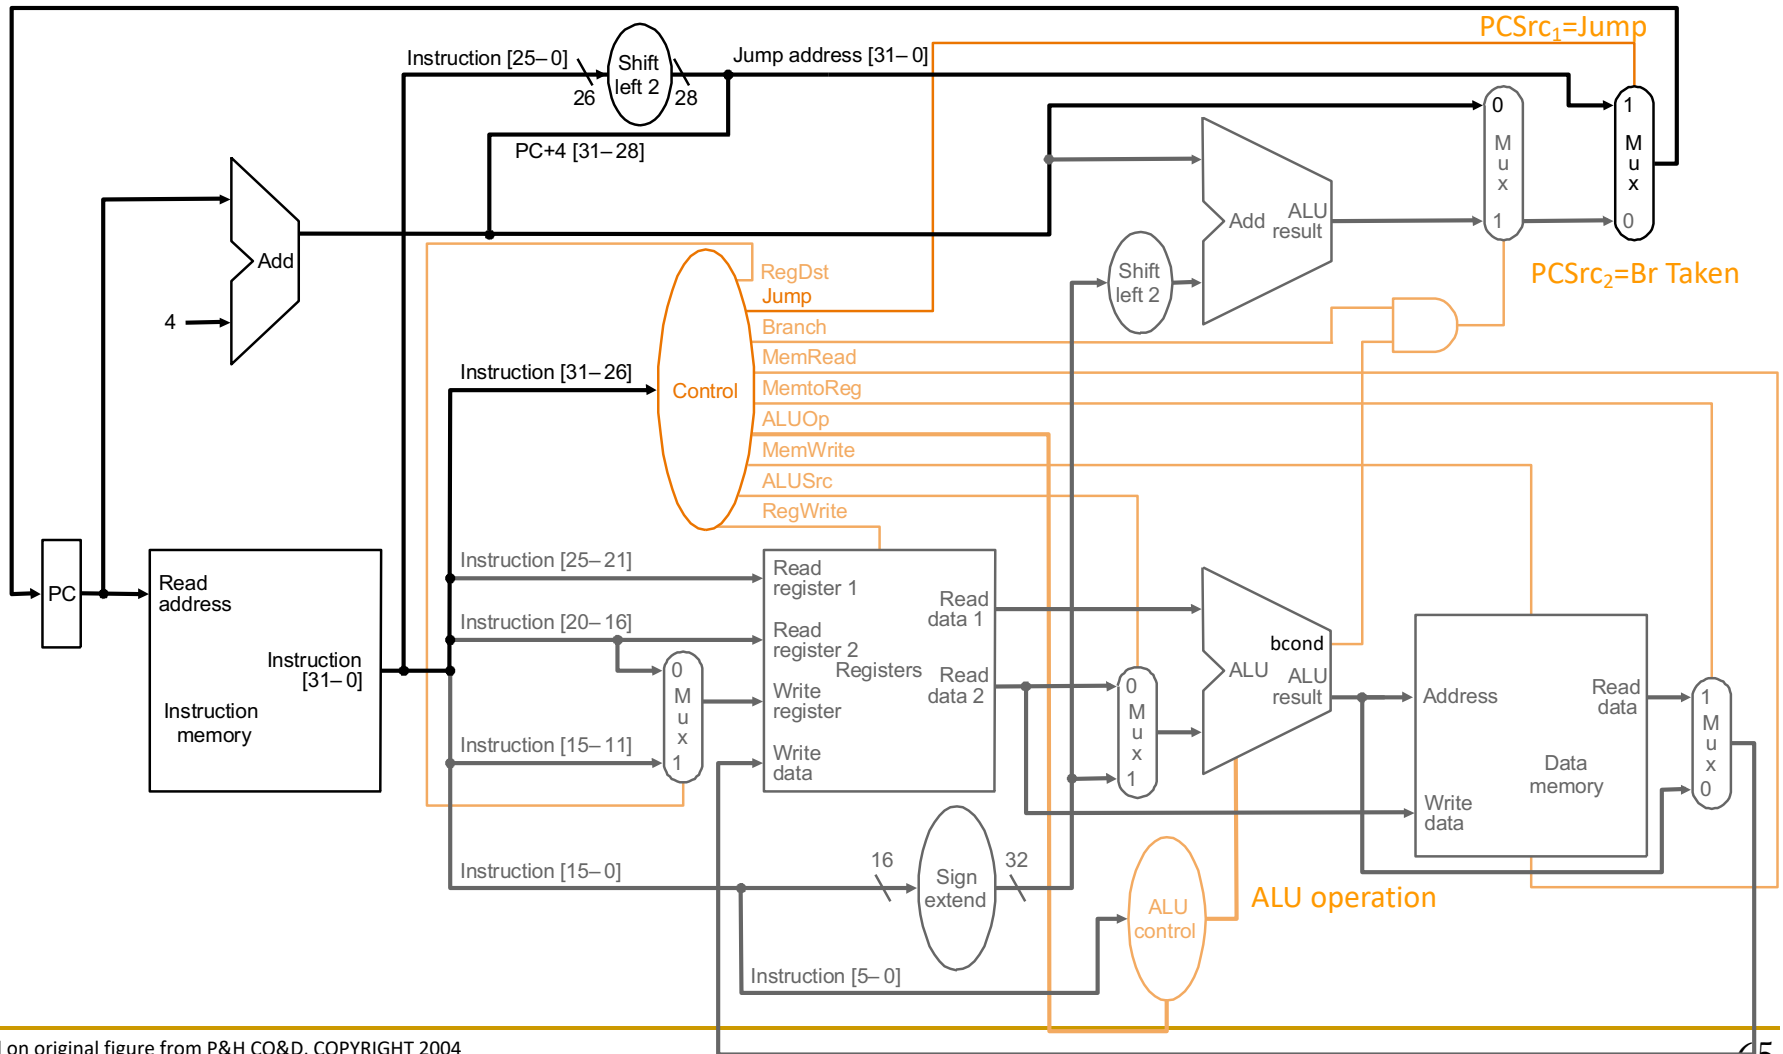 PCSrc1=Jump
Instruction [25–0]
Shift
left 2
Jump address [31–0]
26
28
PC+4 [31–28]
0
M
u
x
1
1
M
u
x
0
Add
ALU
result
Add
4
Shift
left 2
PCSrc2=Br Taken
RegDst
Jump
Branch
MemRead
MemtoReg
ALUOp
MemWrite
ALUSrc
RegWrite
Instruction [31–26]
Control
PC
Read
address
Instruction
[31–0]
Instruction
memory
Instruction [25–21]
Instruction [20–16]
Instruction [15–11]
Instruction [15–0]
Instruction [5–0]
0
M
u
x
1
Read
register 1
Read
register 2
Write
register
Write
data
Registers
Read
data 1
Read
data 2
0
M
u
x
1
bcond
ALU
ALU
result
Address
Write
data
Read
data
Data
memory
1
M
u
x
0
16
Sign
extend
32
ALU
control
ALU operation
on original figure from P&H CO&D, COPYRIGHT 2004
65